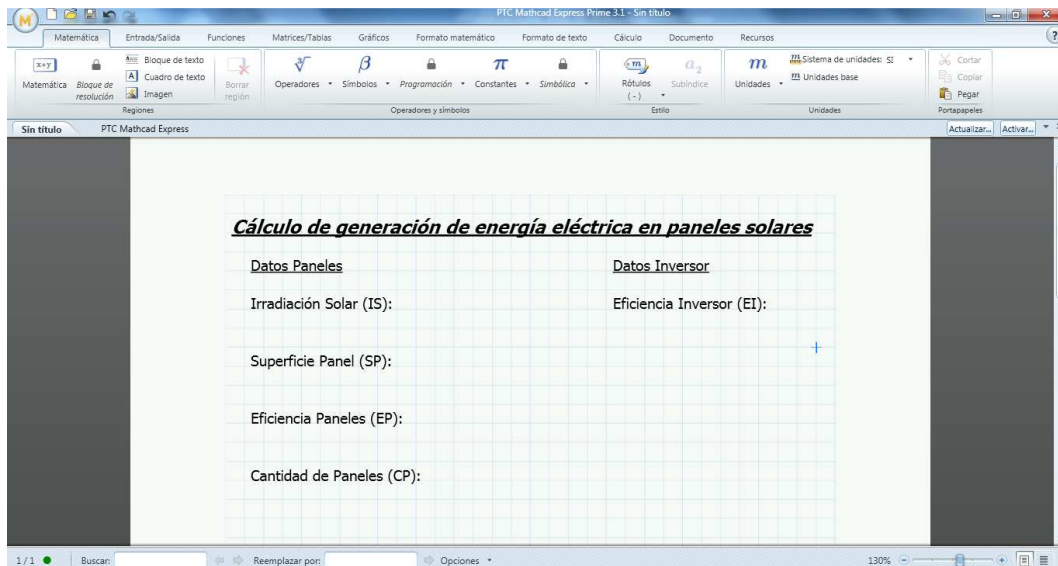 PTC Mathcad Express Prime 3.1 - Sin título
Matemática Entrada/Salida Funciones Matrices/Tablas Gráficos Formato matemático Formato de texto Cálculo Documento Recursos
Matemática
Bloque de resolución
Bloque de texto
Cuadro de texto
Imagen
Borrar región
Regiones
Operadores Símbolos Programación Constantes Simbólica
Operadores y símbolos
Rótulos (-)
Subíndice
Estilo
Unidades
Sistema de unidades: SI
Unidades base
Unidades
Cortar
Copiar
Pegar
Portapapeles
Sin título PTC Mathcad Express Actualizar... Activar...
Cálculo de generación de energía eléctrica en paneles solares
Datos Paneles Datos Inversor
Irradiación Solar (IS): Eficiencia Inversor (EI):
Superficie Panel (SP):
Eficiencia Paneles (EP):
Cantidad de Paneles (CP):
1/1 Buscar: Reemplazar por: Opciones 130%